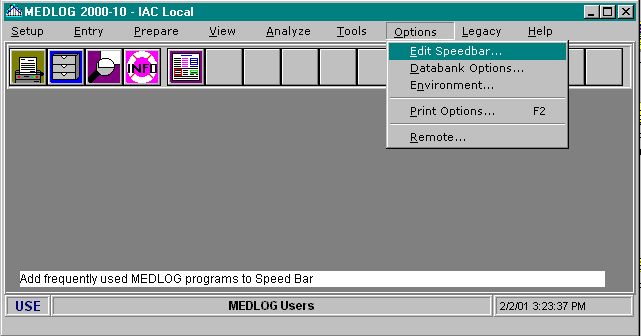 MEDLOG 2000-10 - IAC Local
Setup Entry Prepare View Analyze Tools Options Legacy Help
INFO
Edit Speedbar...
Databank Options...
Environment...
Print Options... F2
Remote...
Add frequently used MEDLOG programs to Speed Bar
USE MEDLOG Users 2/2/01 3:23:37 PM